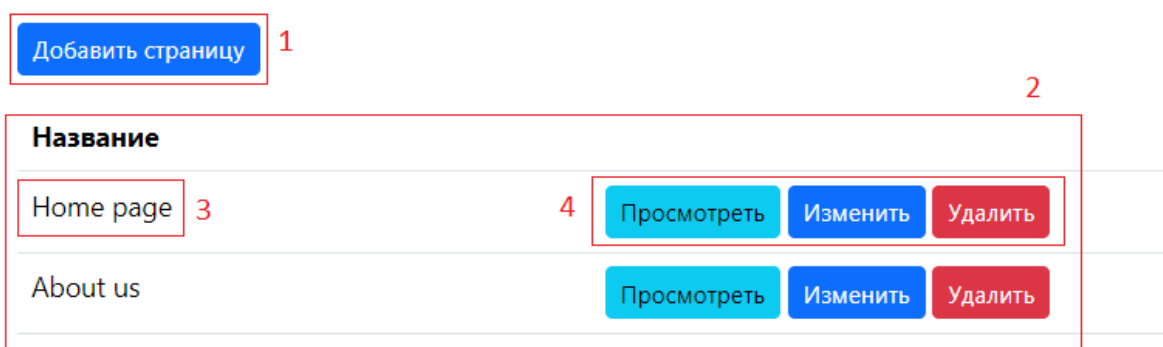 Добавить страницу 1
2
Название
Home page 3 4 Просмотреть Изменить Удалить
About us Просмотреть Изменить Удалить